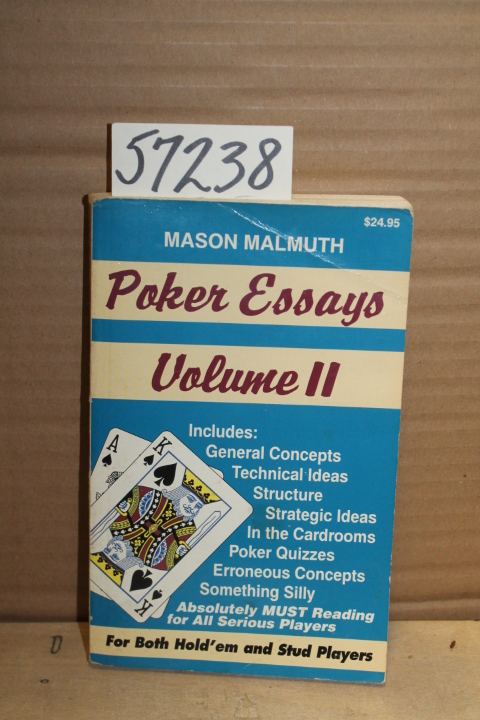 57238
$24.95
MASON MALMUTH
Poker Essays
Volume II
Includes:
General Concepts
Technical Ideas
Structure
Strategic Ideas
In the Cardrooms
Poker Quizzes
Erroneous Concepts
Something Silly
Absolutely MUST Reading
for All Serious Players
For Both Hold'em and Stud Players
A
K
K
D